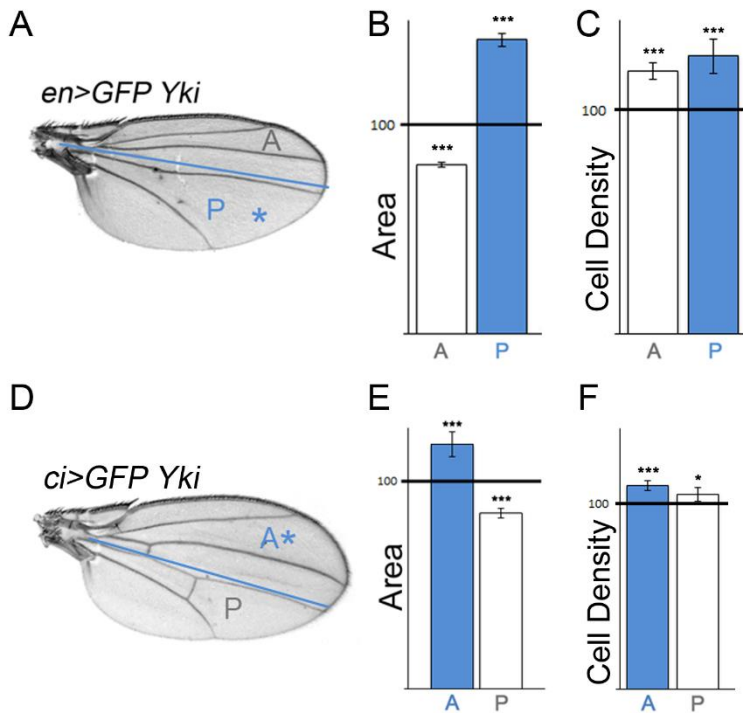 A
en>GFP Yki
A
P
*
B
***
100
***
Area
A
P
C
***
***
100
Cell Density
A
P
D
ci>GFP Yki
A*
P
E
***
100
***
Area
A
P
F
***
*
100
Cell Density
A
P